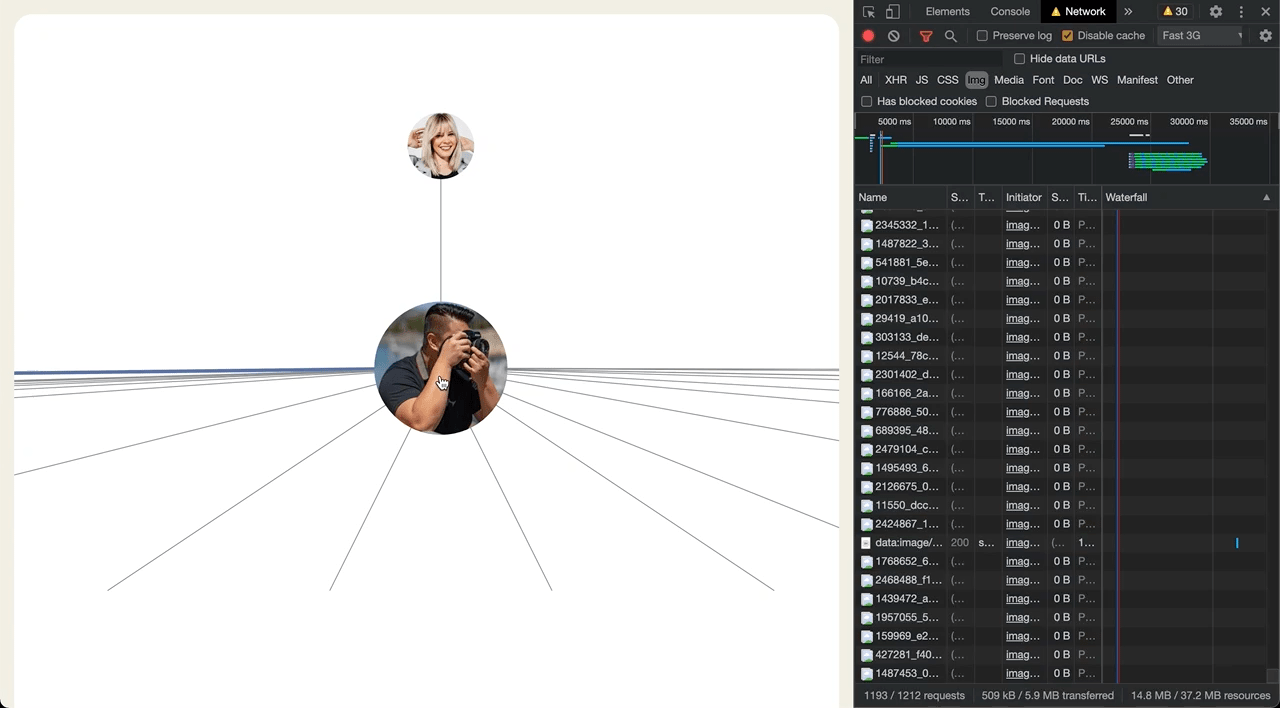 Elements Console Network » 30
Preserve log Disable cache Fast 3G
Filter Hide data URLs
All XHR JS CSS Img Media Font Doc WS Manifest Other
Has blocked cookies Blocked Requests
5000 ms 10000 ms 15000 ms 20000 ms 25000 ms 30000 ms 35000 ms
Name S... T... Initiator S... Ti... Waterfall
2345332_1... (... imag... 0 B P...
1487822_3... (... imag... 0 B P...
541881_5e... (... imag... 0 B P...
10739_b4c... (... imag... 0 B P...
2017833_e... (... imag... 0 B P...
29419_a10... (... imag... 0 B P...
303133_de... (... imag... 0 B P...
12544_78c... (... imag... 0 B P...
2301402_d... (... imag... 0 B P...
166166_2a... (... imag... 0 B P...
776886_50... (... imag... 0 B P...
689395_48... (... imag... 0 B P...
2479104_c... (... imag... 0 B P...
1495493_6... (... imag... 0 B P...
2126675_0... (... imag... 0 B P...
11550_dcc... (... imag... 0 B P...
2424867_1... (... imag... 0 B P...
data:image/... 200 s... imag... (... 1...
1768652_6... (... imag... 0 B P...
2468488_f1... (... imag... 0 B P...
1439472_a... (... imag... 0 B P...
1957055_5... (... imag... 0 B P...
159969_e2... (... imag... 0 B P...
427281_f40... (... imag... 0 B P...
1487453_0... (... imag... 0 B P...
1193 / 1212 requests 509 kB / 5.9 MB transferred 14.8 MB / 37.2 MB resources